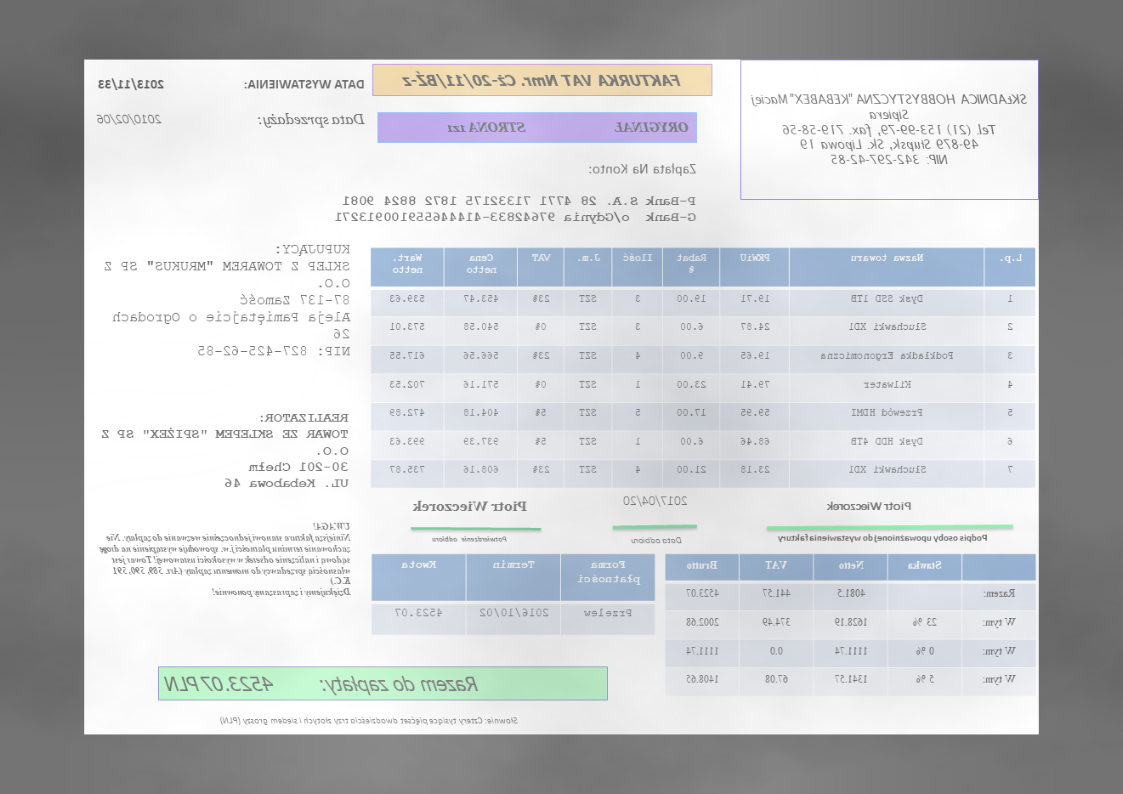 SKŁADNICA HOBBYSTYCZNA "KEBABEX" Maciej
Sipiera
Tel. (21) 153-99-79, fax. 719-58-56
49-879 Słupsk, Sk. Lipowa 19
NIP: 342-297-42-85
FAKTURKA VAT Nmr. Cż-20/11/BŹ-z
ORYGINAŁ STRONA 1z1
DATA WYSTAWIENIA: 2013/11/33
Data sprzedaży: 2010/02/06
Zapłata Na Konto:
P-Bank S.A. 28 4771 71332175 1872 8824 9081
G-Bank o/Gdynia 97642833-4144465591009 13271
L.p. Nazwa towaru PKWiU Rabat % Ilość J.m. VAT Cena netto Wart. netto
1 Dysk SSD 1TB 19.71 19.00 3 SZT 23% 453.47 539.63
2 Słuchawki XD1 24.87 6.00 3 SZT 0% 540.58 573.01
3 Podkładka Ergonomiczna 19.65 9.00 4 SZT 23% 566.56 617.55
4 Kilwater 79.41 23.00 1 SZT 0% 571.16 702.53
5 Przewód HDMI 59.95 17.00 5 SZT 5% 404.18 472.89
6 Dysk HDD 4TB 68.46 6.00 1 SZT 5% 937.39 993.63
7 Słuchawki XD1 23.18 21.00 4 SZT 23% 608.16 735.87
KUPUJĄCY:
SKLEP Z TOWAREM "MRUKUS" SP Z
O.O.
87-137 Zamość
Aleja Pamiętajcie o Ogrodach
26
NIP: 827-425-62-85
REALIZATOR:
TOWAR ZE SKLEPEM "SPIŻEX" SP Z
O.O.
30-201 Chełm
UL. Kebabowa 46
Piotr Wieczorek
Podpis osoby upoważnionej do wystawienia faktury
2017/04/20
Data odbioru
Piotr Wieczorek
Potwierdzenie odbioru
UWAGA!
Niniejsza faktura stanowi jednocześnie wezwanie do zapłaty. Nie
zachowanie terminu płatności j.w. spowoduje wystąpienie na drogę
sądową i naliczenie odsetek w wysokości ustawowej! Towar jest
własnością sprzedawcy do momentu zapłaty (Art. 589, 590, 591
K.C.)
Dziękujemy i zapraszamy ponownie!
Stawka Netto VAT Brutto
Razem: 4081.5 441.57 4523.07
W tym: 23 % 1628.19 374.49 2002.68
W tym: 0 % 1111.74 0.0 1111.74
W tym: 5 % 1341.57 67.08 1408.65
Forma płatności Termin Kwota
Przelew 2016/10/02 4523.07
Razem do zapłaty: 4523.07 PLN
Słownie: Cztery tysiące pięćset dwadzieścia trzy złotych i siedem groszy (PLN)